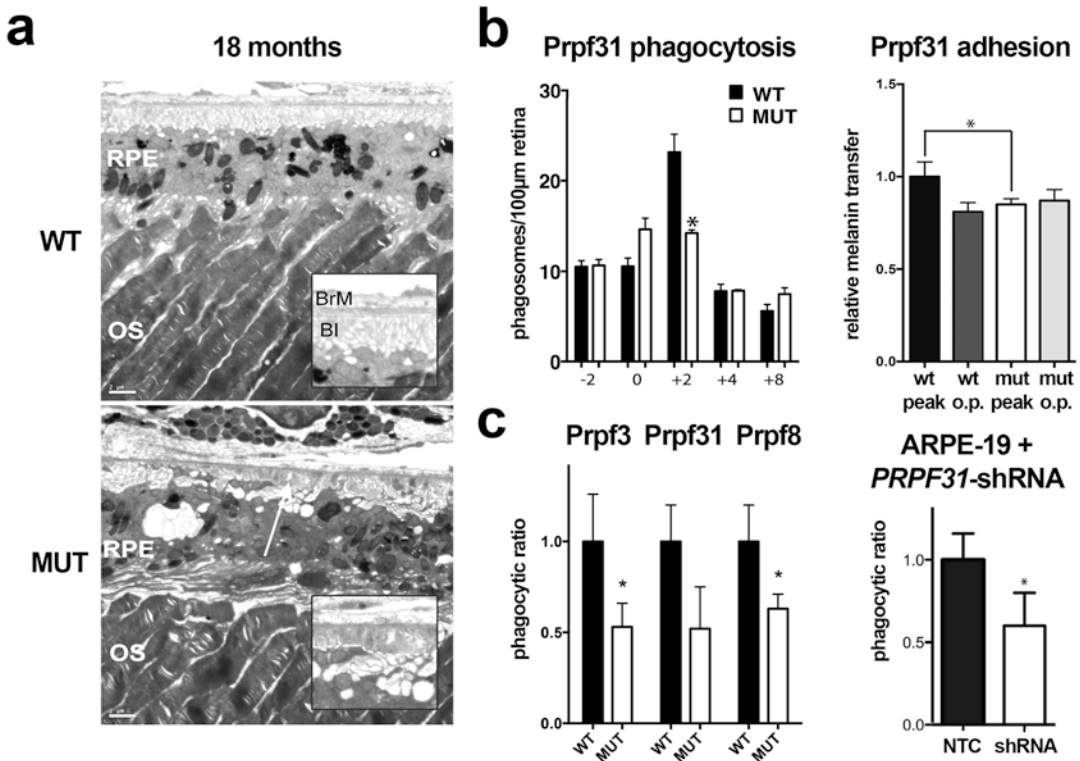 a
18 months
WT
RPE
OS
BrM
BI
2 µm
MUT
RPE
OS
2 µm
b
Prpf31 phagocytosis
WT
MUT
phagosomes/100µm retina
30
20
10
0
*
-2 0 +2 +4 +8
Prpf31 adhesion
relative melanin transfer
1.5
1.0
0.5
0.0
*
wt peak
wt o.p.
mut peak
mut o.p.
c
Prpf3 Prpf31 Prpf8
phagocytic ratio
1.0
0.5
0.0
* *
WT MUT WT MUT WT MUT
ARPE-19 +
PRPF31-shRNA
phagocytic ratio
1.0
0.5
0.0
*
NTC shRNA